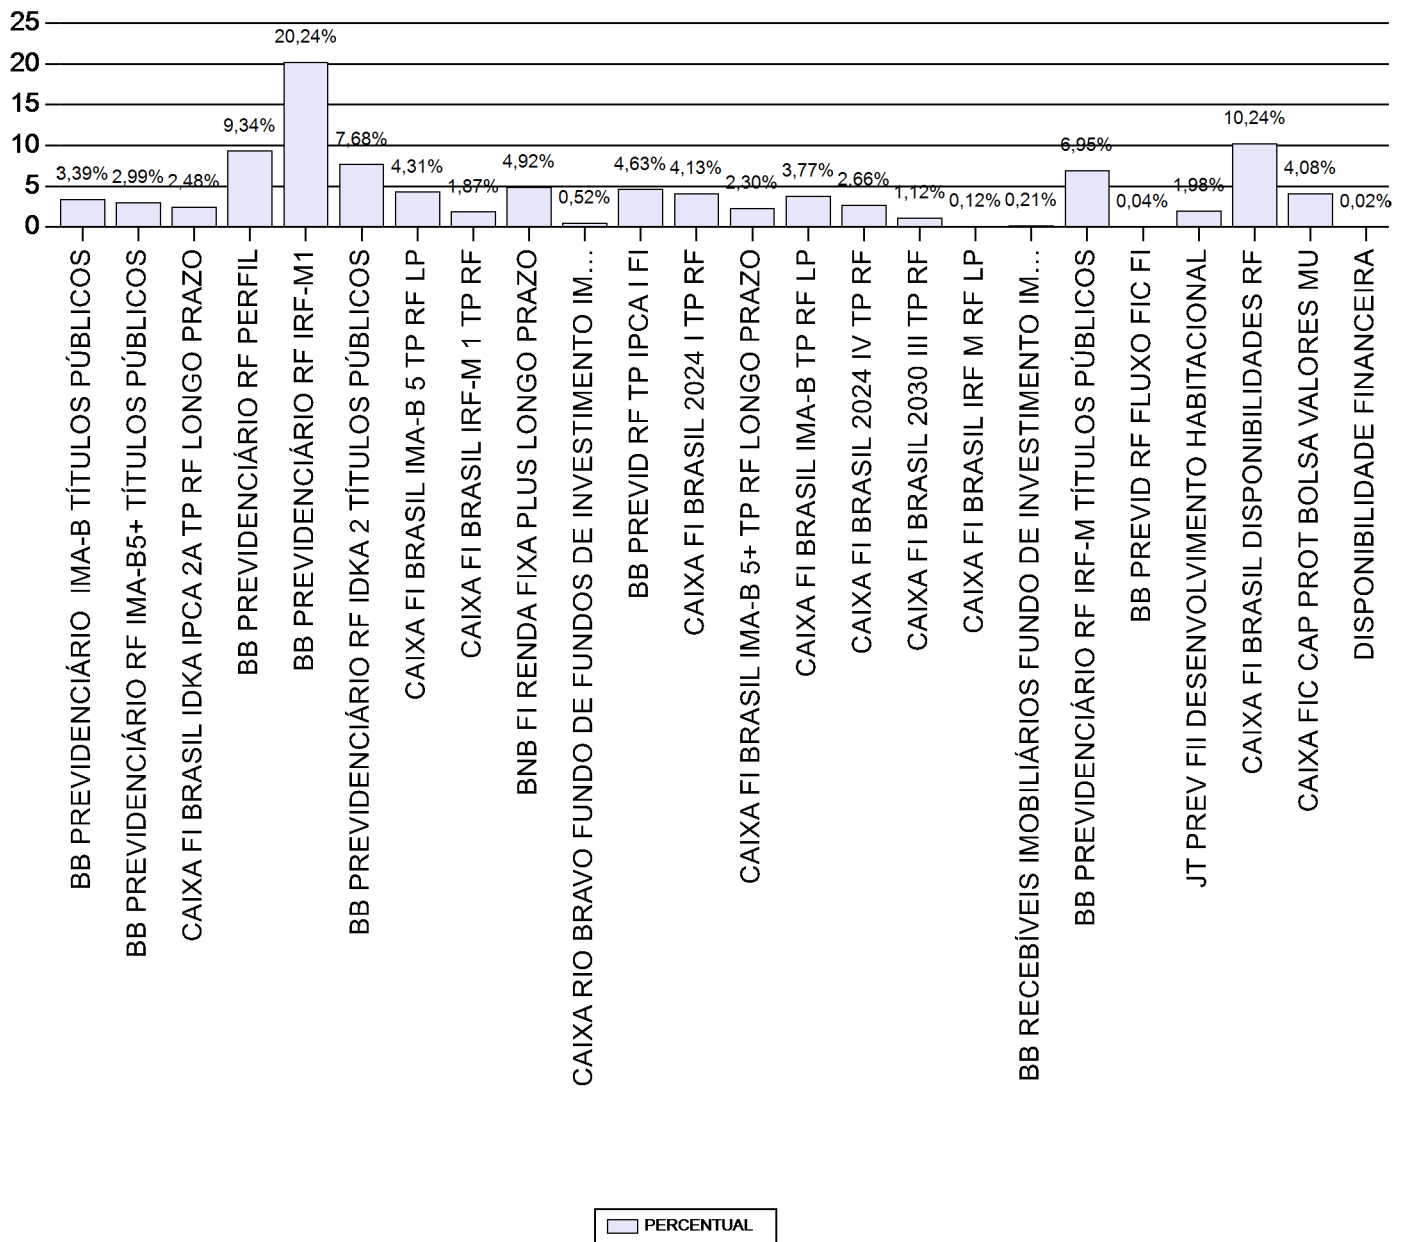 25
20
15
10
5
0
3,39%
2,99%
2,48%
9,34%
20,24%
7,68%
4,31%
1,87%
4,92%
0,52%
4,63%
4,13%
2,30%
3,77%
2,66%
1,12%
0,12%
0,21%
6,95%
0,04%
1,98%
10,24%
4,08%
0,02%
BB PREVIDENCIÁRIO  IMA-B TÍTULOS PÚBLICOS
BB PREVIDENCIÁRIO RF IMA-B5+ TÍTULOS PÚBLICOS
CAIXA FI BRASIL IDKA IPCA 2A TP RF LONGO PRAZO
BB PREVIDENCIÁRIO RF PERFIL
BB PREVIDENCIÁRIO RF IRF-M1
BB PREVIDENCIÁRIO RF IDKA 2 TÍTULOS PÚBLICOS
CAIXA FI BRASIL IMA-B 5 TP RF LP
CAIXA FI BRASIL IRF-M 1 TP RF
BNB FI RENDA FIXA PLUS LONGO PRAZO
CAIXA RIO BRAVO FUNDO DE FUNDOS DE INVESTIMENTO IM...
BB PREVID RF TP IPCA I FI
CAIXA FI BRASIL 2024 I TP RF
CAIXA FI BRASIL IMA-B 5+ TP RF LONGO PRAZO
CAIXA FI BRASIL IMA-B TP RF LP
CAIXA FI BRASIL 2024 IV TP RF
CAIXA FI BRASIL 2030 III TP RF
CAIXA FI BRASIL IRF M RF LP
BB RECEBÍVEIS IMOBILIÁRIOS FUNDO DE INVESTIMENTO IM...
BB PREVIDENCIÁRIO RF IRF-M TÍTULOS PÚBLICOS
BB PREVID RF FLUXO FIC FI
JT PREV FII DESENVOLVIMENTO HABITACIONAL
CAIXA FI BRASIL DISPONIBILIDADES RF
CAIXA FIC CAP PROT BOLSA VALORES MU
DISPONIBILIDADE FINANCEIRA
PERCENTUAL